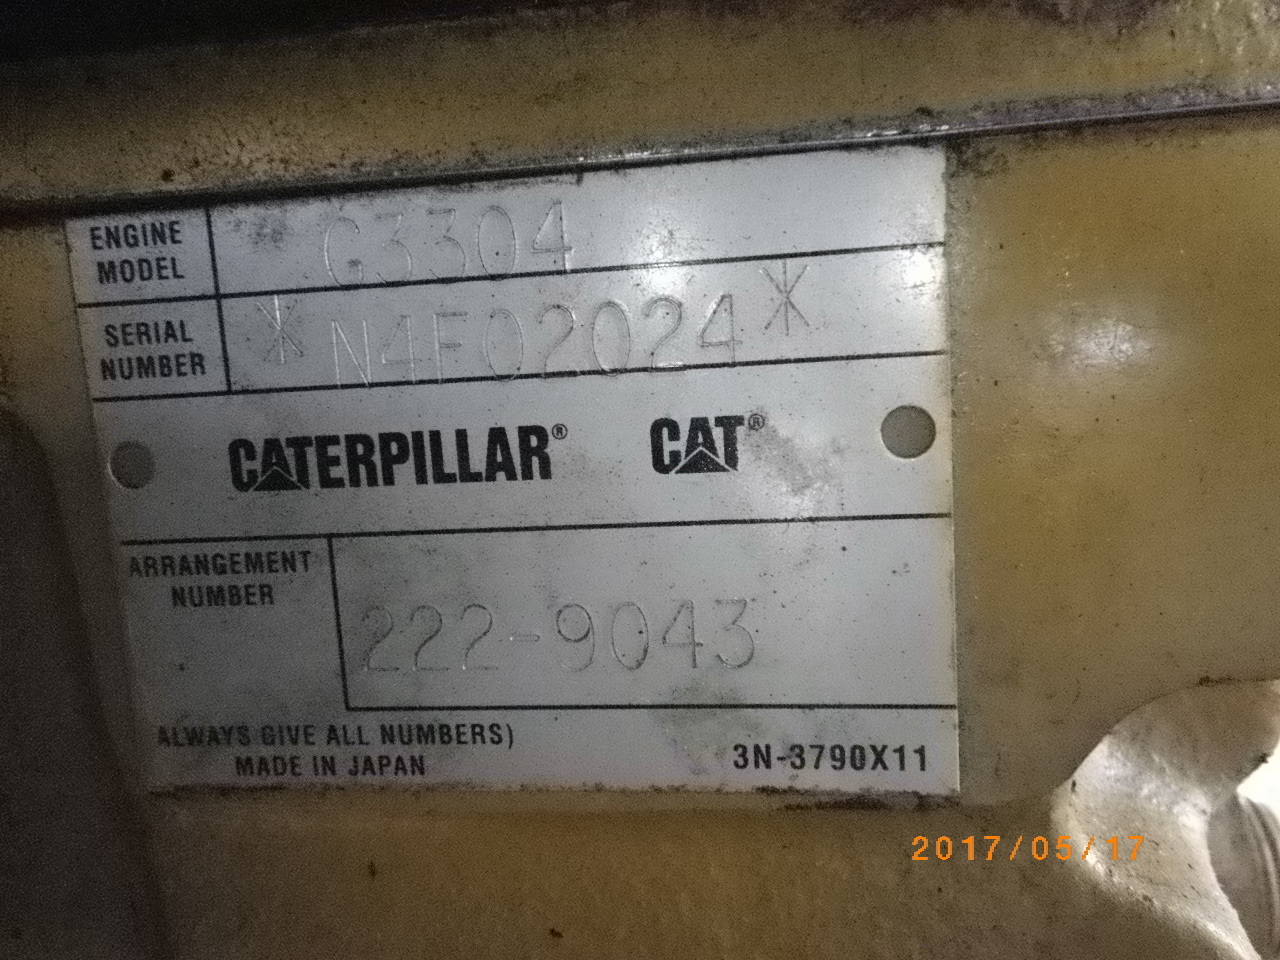 ENGINE
MODEL
G3304
SERIAL
NUMBER
*N4F02024*
CATERPILLAR® CAT®
ARRANGEMENT
NUMBER
222-9043
ALWAYS GIVE ALL NUMBERS)
MADE IN JAPAN
3N-3790X11
2017/05/17